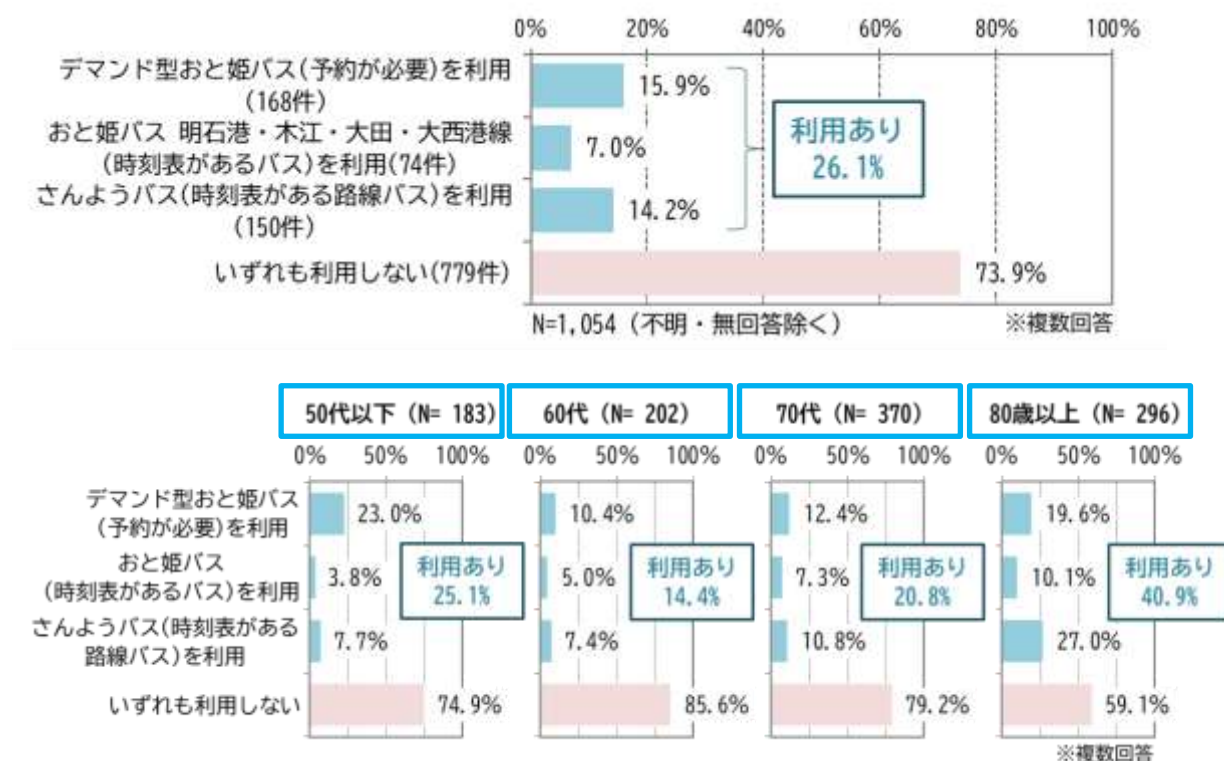 0% 20% 40% 60% 80% 100%
デマンド型おと姫バス(予約が必要)を利用
(168件)
15.9%
おと姫バス 明石港・木江・大田・大西港線
(時刻表があるバス)を利用(74件)
7.0%
さんようバス(時刻表がある路線バス)を利用
(150件)
14.2%
利用あり
26.1%
いずれも利用しない(779件)
73.9%
N=1,054 (不明・無回答除く) ※複数回答
50代以下 (N= 183) 60代 (N= 202) 70代 (N= 370) 80歳以上 (N= 296)
0% 50% 100% 0% 50% 100% 0% 50% 100% 0% 50% 100%
デマンド型おと姫バス
(予約が必要)を利用
23.0% 10.4% 12.4% 19.6%
おと姫バス
(時刻表があるバス)を利用
3.8% 5.0% 7.3% 10.1%
利用あり 利用あり 利用あり 利用あり
25.1% 14.4% 20.8% 40.9%
さんようバス(時刻表がある
路線バス)を利用
7.7% 7.4% 10.8% 27.0%
いずれも利用しない
74.9% 85.6% 79.2% 59.1%
※複数回答